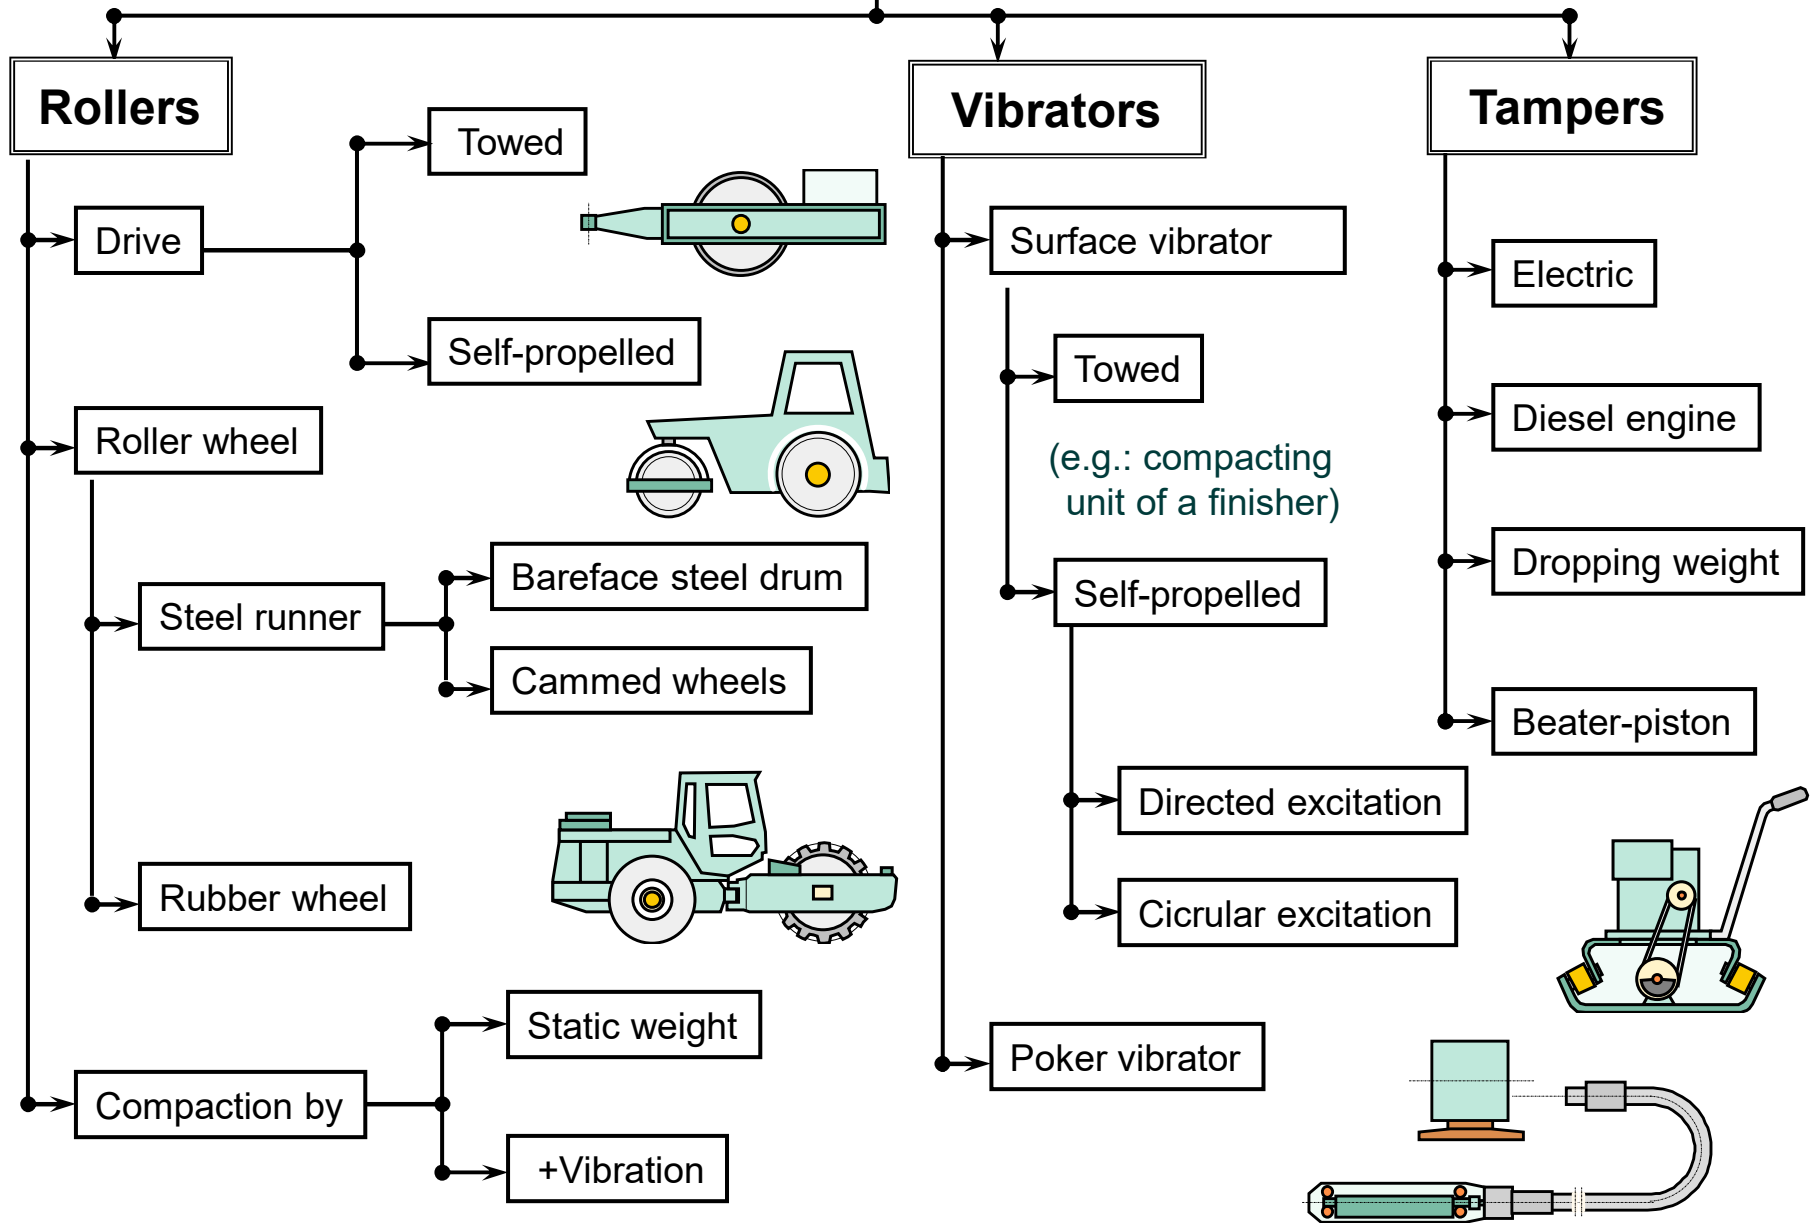 Rollers
Drive
Towed
Self-propelled
Roller wheel
Steel runner
Bareface steel drum
Cammed wheels
Rubber wheel
Compaction by
Static weight
+Vibration
Vibrators
Surface vibrator
Towed
(e.g.: compacting
unit of a finisher)
Self-propelled
Directed excitation
Cicrular excitation
Poker vibrator
Tampers
Electric
Diesel engine
Dropping weight
Beater-piston